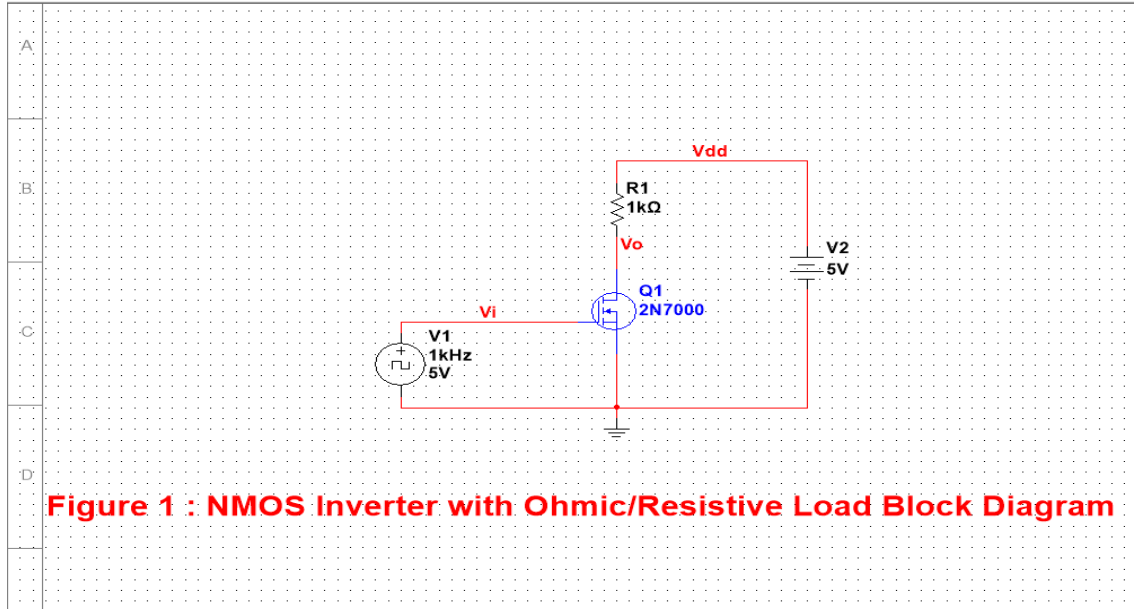 A
B
C
D
Vdd
R1
1kΩ
Vo
V2
5V
Q1
2N7000
Vi
V1
1kHz
5V
Figure 1 : NMOS Inverter with Ohmic/Resistive Load Block Diagram